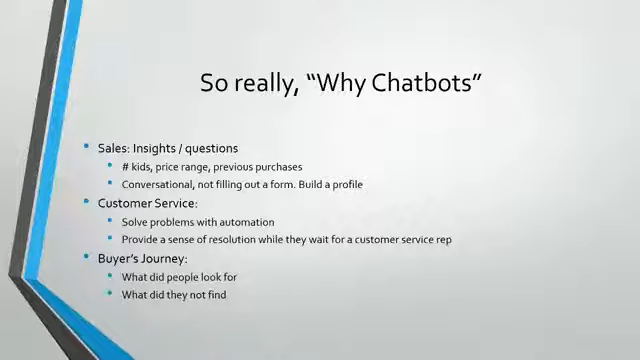 So really, “Why Chatbots”
• Sales: Insights / questions
• # kids, price range, previous purchases
• Conversational, not filling out a form. Build a profile
• Customer Service:
• Solve problems with automation
• Provide a sense of resolution while they wait for a customer service rep
• Buyer’s Journey:
• What did people look for
• What did they not find